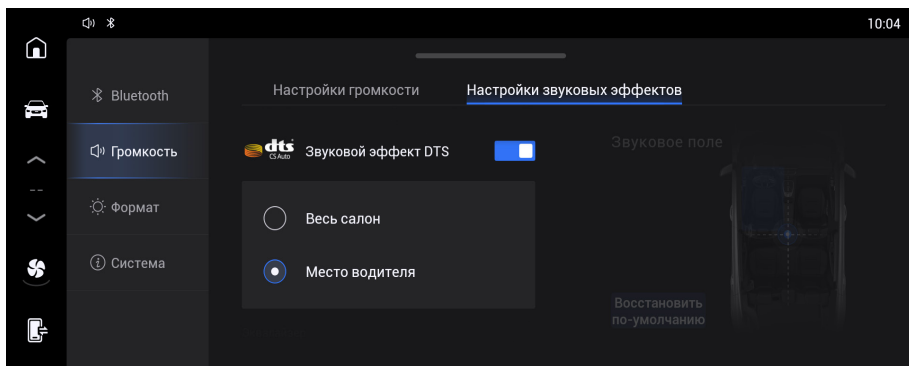 10:04
Bluetooth
Громкость
Формат
Система
Настройки громкости
Настройки звуковых эффектов
dts
CS Auto
Звуковой эффект DTS
Весь салон
Место водителя
Звуковое поле
Восстановить
по-умолчанию